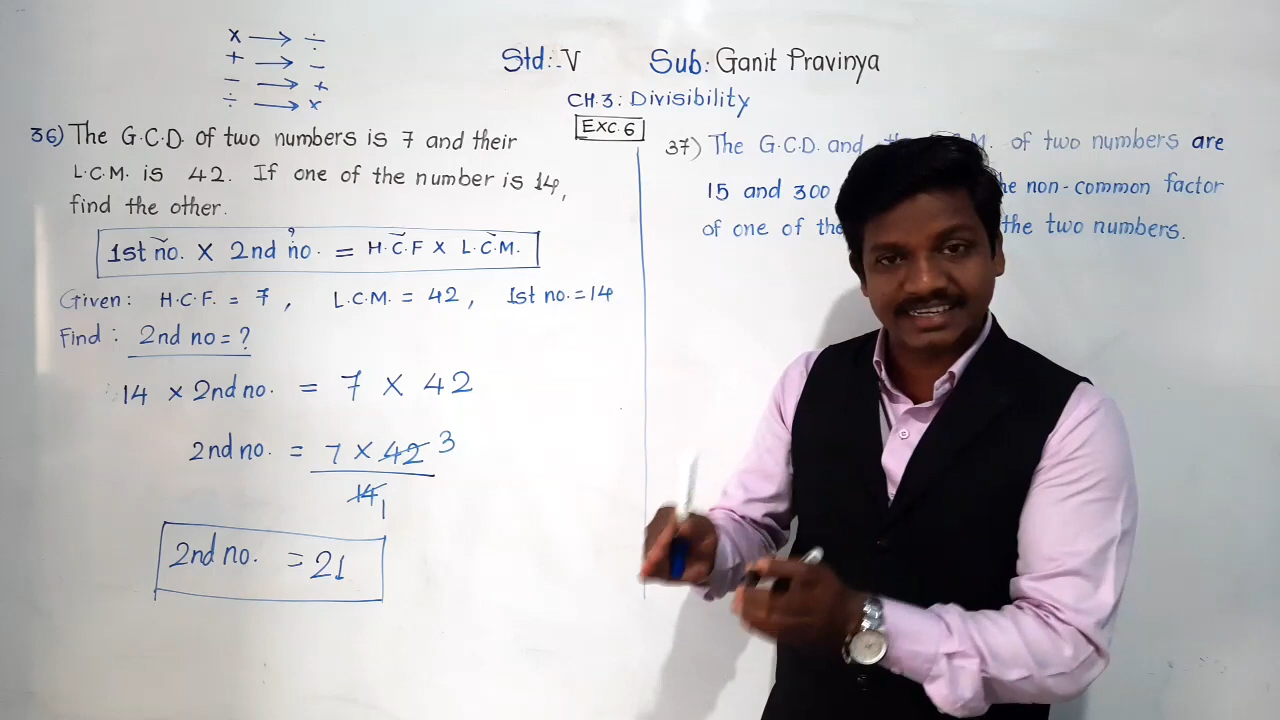 × → ÷
+ → -
- → +
÷ → ×
Std:- V Sub: Ganit Pravinya
CH.3: Divisibility
EXC.6
36) The G.C.D. of two numbers is 7 and their
L.C.M. is 42. If one of the number is 14,
find the other.
?
1st no. × 2nd no. = H.C.F × L.C.M.
Given: H.C.F. = 7, L.C.M. = 42, 1st no. = 14
Find: 2nd no = ?
14 × 2nd no. = 7 × 42
2nd no. = 7 × 42 3
14 1
2nd no. = 21
37) The G.C.D. and of two numbers are
15 and 300 non-common factor
of one of the two numbers.